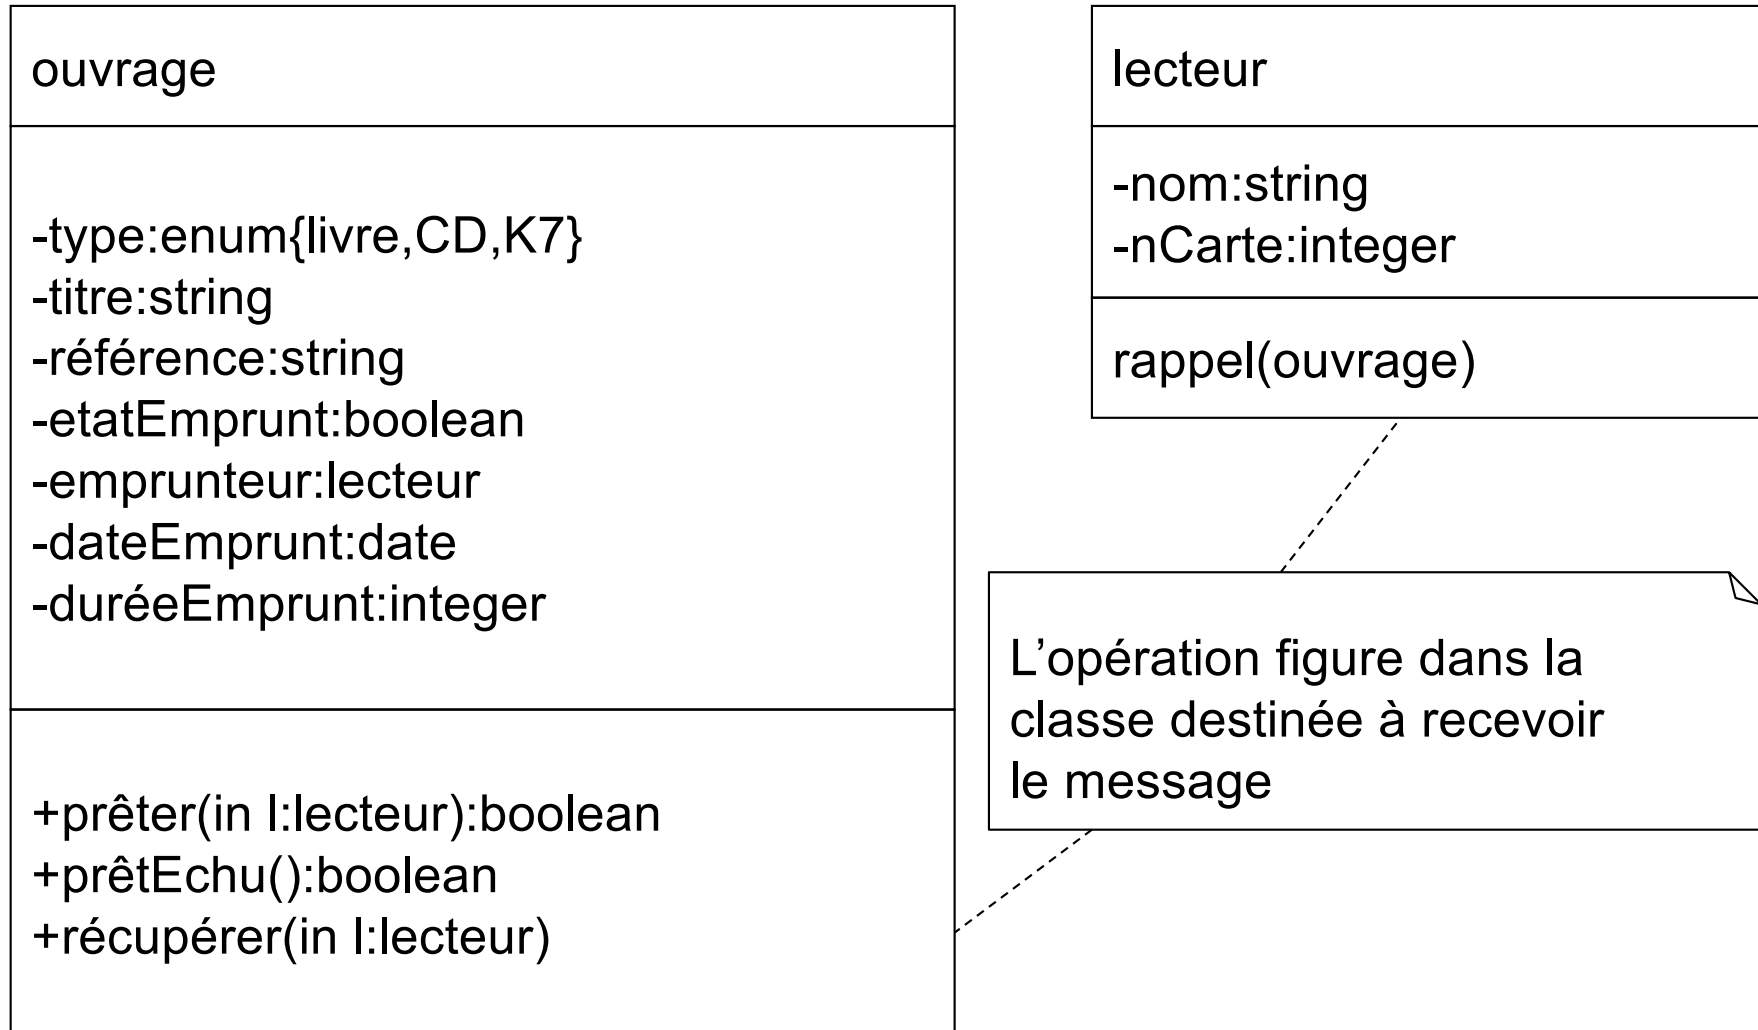 ouvrage
-type:enum{livre,CD,K7}
-titre:string
-référence:string
-etatEmprunt:boolean
-emprunteur:lecteur
-dateEmprunt:date
-duréeEmprunt:integer
+prêter(in l:lecteur):boolean
+prêtEchu():boolean
+récupérer(in l:lecteur)
lecteur
-nom:string
-nCarte:integer
rappel(ouvrage)
L’opération figure dans la
classe destinée à recevoir
le message